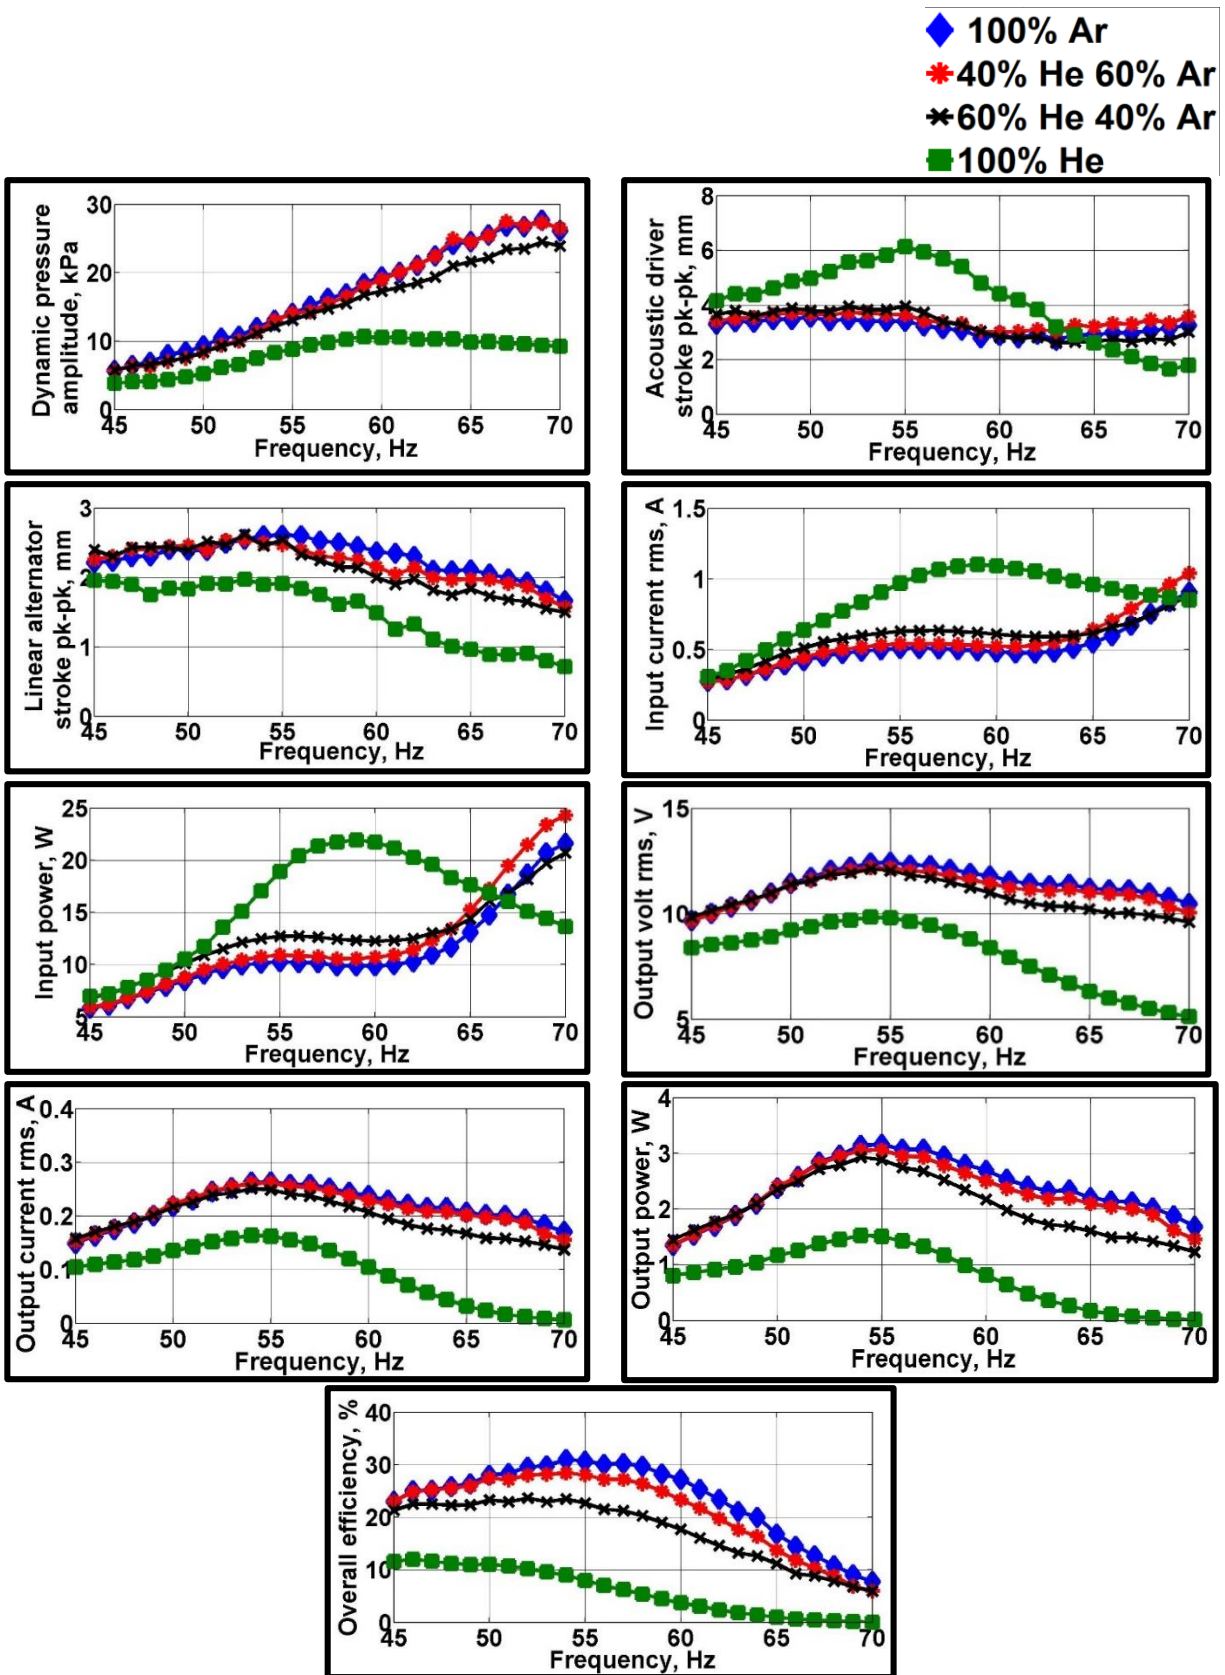 100% Ar
40% He 60% Ar
60% He 40% Ar
100% He
Dynamic pressure
amplitude, kPa
30
20
10
0
45 50 55 60 65 70
Frequency, Hz
Acoustic driver
stroke pk-pk, mm
8
6
4
2
0
45 50 55 60 65 70
Frequency, Hz
Linear alternator
stroke pk-pk, mm
3
2
1
0
45 50 55 60 65 70
Frequency, Hz
Input current rms, A
1.5
1
0.5
0
45 50 55 60 65 70
Frequency, Hz
Input power, W
25
20
15
10
5
45 50 55 60 65 70
Frequency, Hz
Output volt rms, V
15
10
5
45 50 55 60 65 70
Frequency, Hz
Output current rms, A
0.4
0.3
0.2
0.1
0
45 50 55 60 65 70
Frequency, Hz
Output power, W
4
3
2
1
0
45 50 55 60 65 70
Frequency, Hz
Overall efficiency, %
40
30
20
10
0
45 50 55 60 65 70
Frequency, Hz